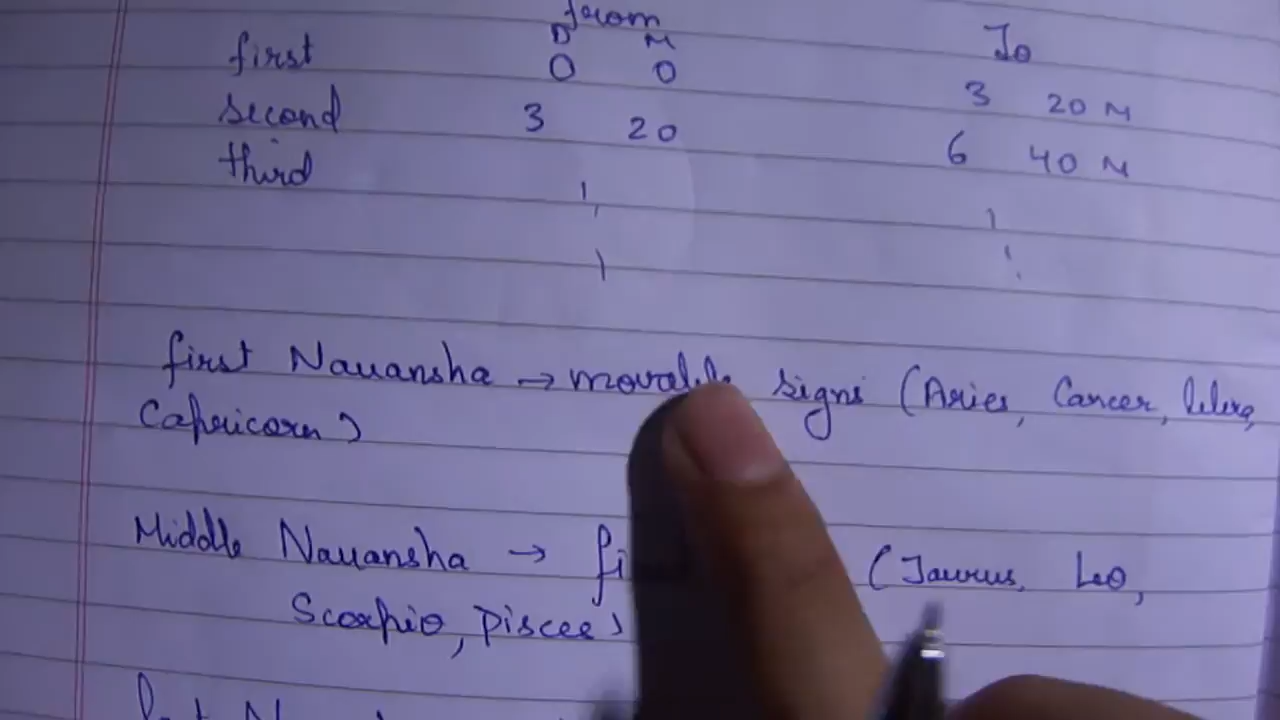 from
D M To
first 0 0 3 20 M
second 3 20 6 40 M
third
first Navansha → movable signs (Aries, Cancer, libra,
Capricorn)
Middle Navansha → (Taurus, Leo,
Scorpio, Pisces)